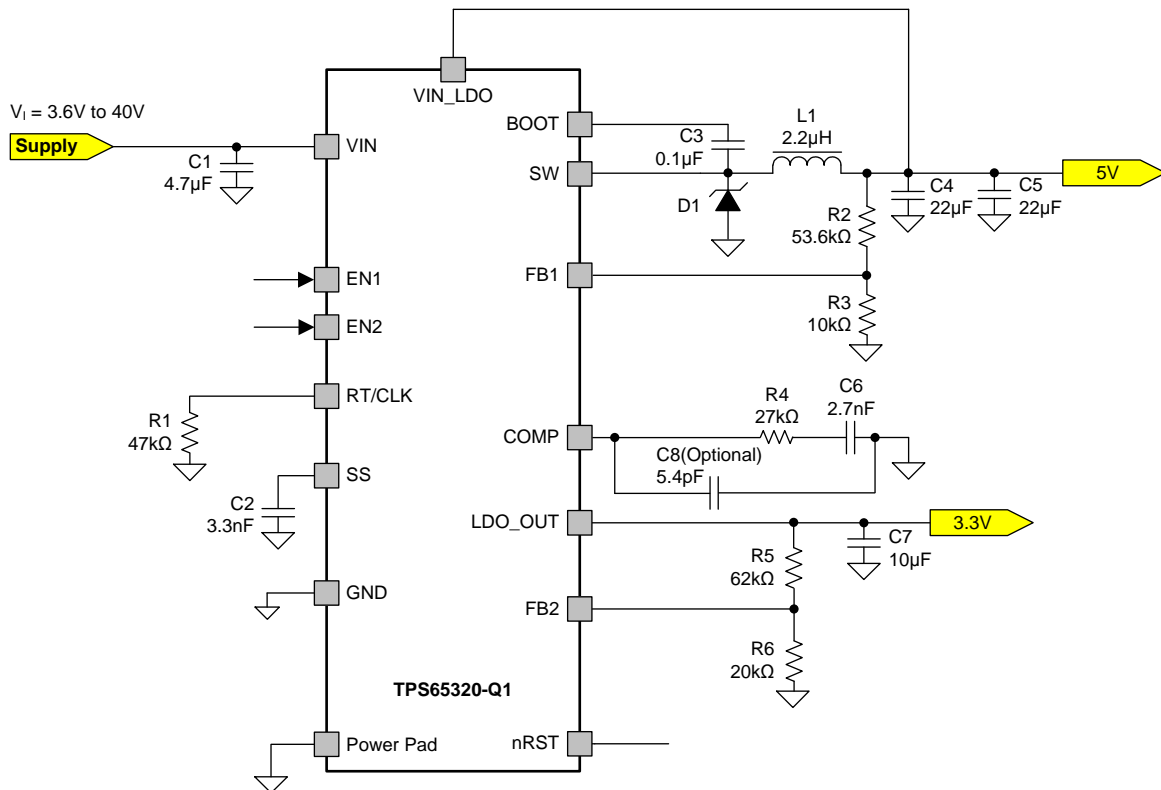 VIN_LDO
V_I = 3.6V to 40V
Supply
C1
4.7µF
VIN
BOOT
C3
0.1µF
L1
2.2µH
SW
D1
C4
22µF
C5
22µF
5V
R2
53.6kΩ
EN1
FB1
R3
10kΩ
EN2
RT/CLK
R1
47kΩ
COMP
R4
27kΩ
C6
2.7nF
C8(Optional)
5.4pF
SS
C2
3.3nF
LDO_OUT
3.3V
C7
10µF
R5
62kΩ
GND
FB2
R6
20kΩ
TPS65320-Q1
Power Pad
nRST